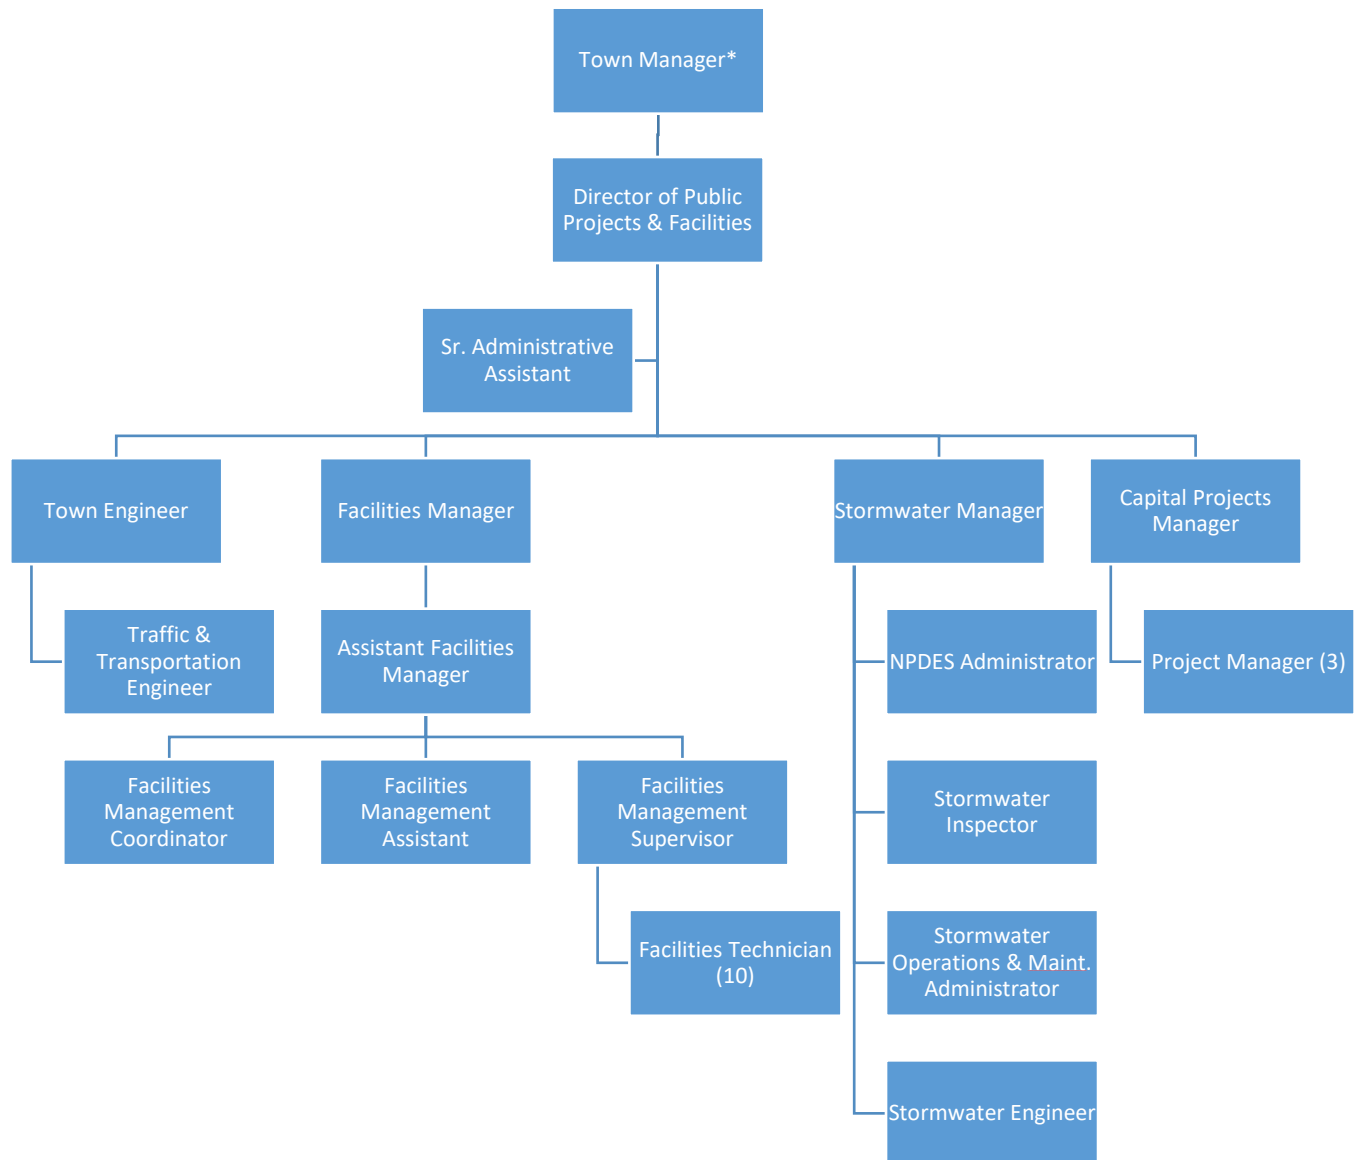 Town Manager*
Director of Public
Projects & Facilities
Sr. Administrative
Assistant
Town Engineer
Facilities Manager
Stormwater Manager
Capital Projects
Manager
Traffic &
Transportation
Engineer
Assistant Facilities
Manager
NPDES Administrator
Project Manager (3)
Facilities
Management
Coordinator
Facilities
Management
Assistant
Facilities
Management
Supervisor
Stormwater
Inspector
Facilities Technician
(10)
Stormwater
Operations & Maint.
Administrator
Stormwater Engineer